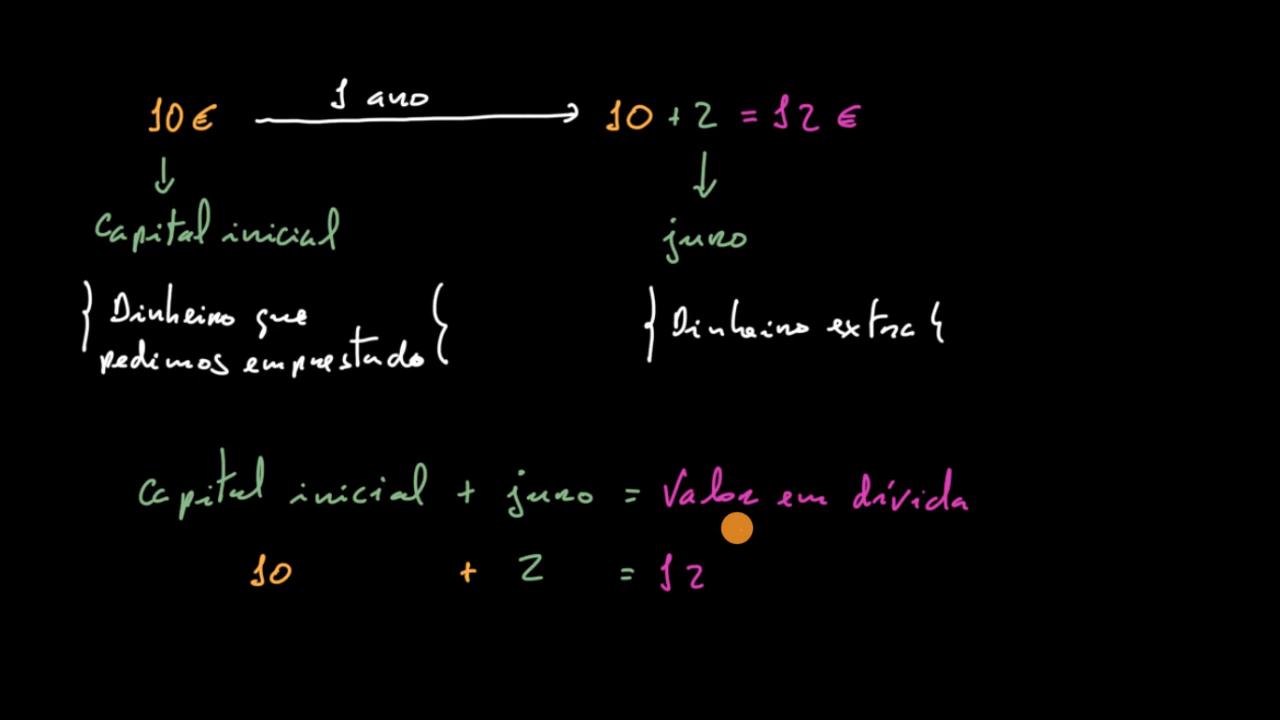 1 ano
10 € → 10 + 2 = 12 €
↓ ↓
Capital inicial juro
} Dinheiro que pedimos emprestado { } Dinheiro extra {
Capital inicial + juro = Valor em dívida
10 + 2 = 12